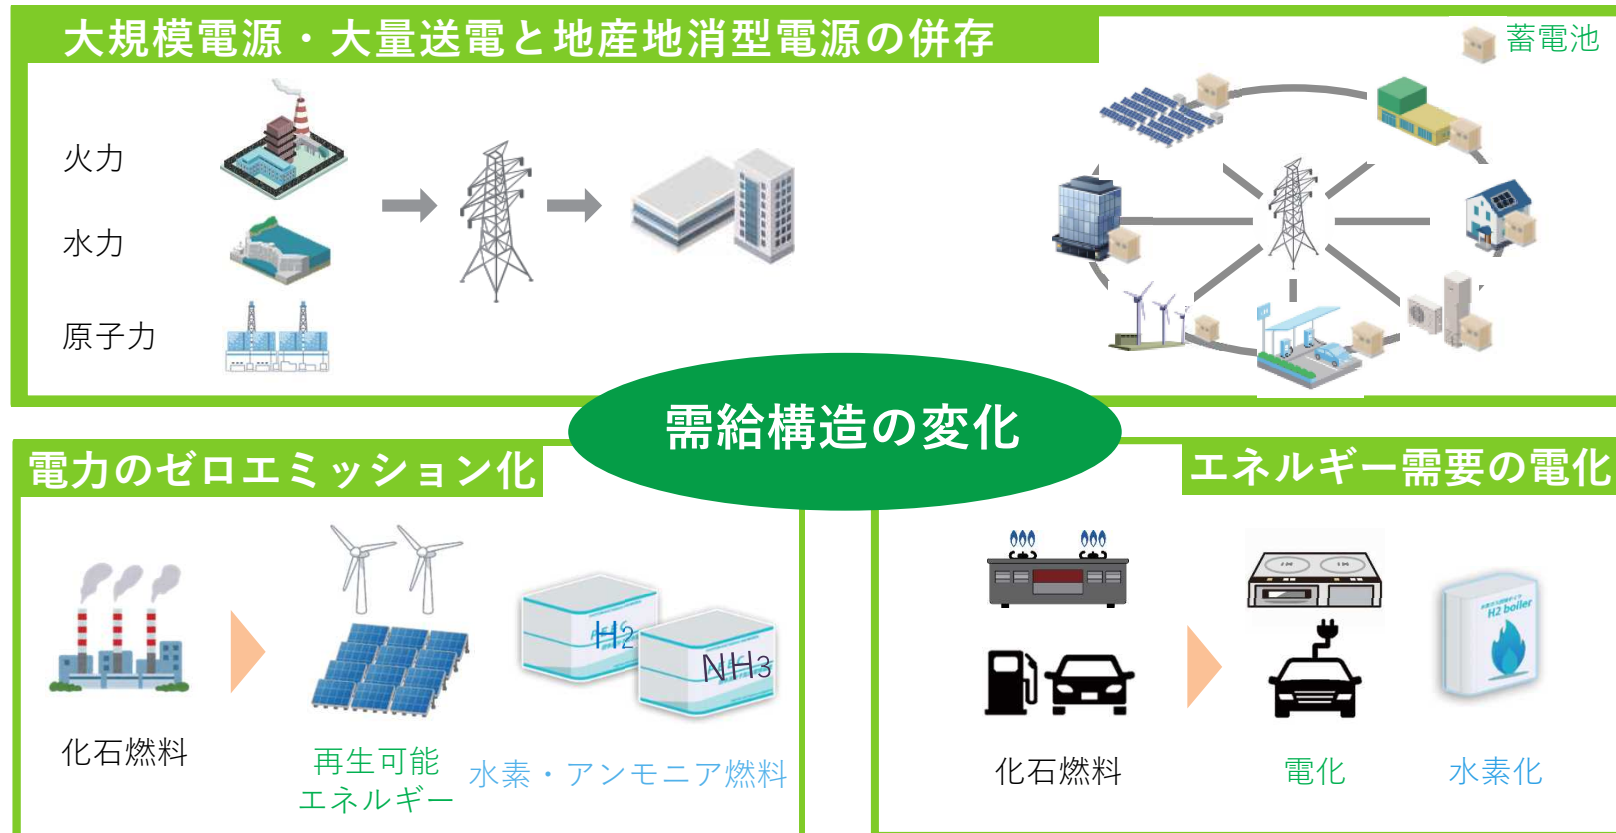 大規模電源・大量送電と地産地消型電源の併存
蓄電池
火力
水力
原子力
需給構造の変化
電力のゼロエミッション化
エネルギー需要の電化
H2
NH3
H2 boiler
化石燃料
再生可能
エネルギー
水素・アンモニア燃料
化石燃料
電化
水素化